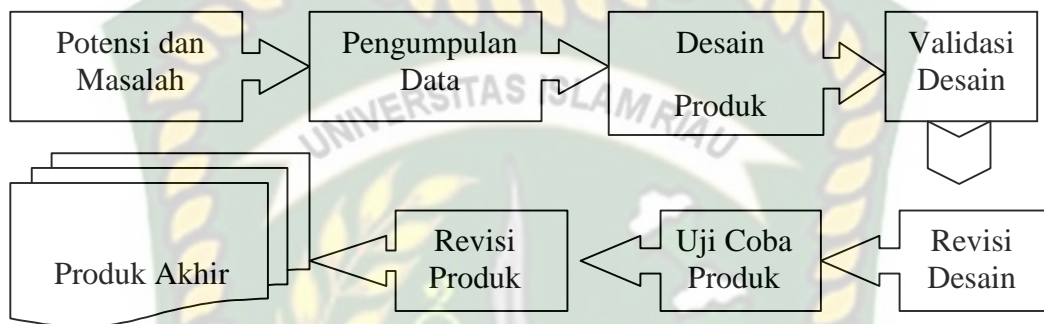 Potensi dan
Masalah
Pengumpulan
Data
Desain
Produk
Validasi
Desain
UNIVERSITAS ISLAM RIAU
Revisi
Desain
Uji Coba
Produk
Revisi
Produk
Produk Akhir